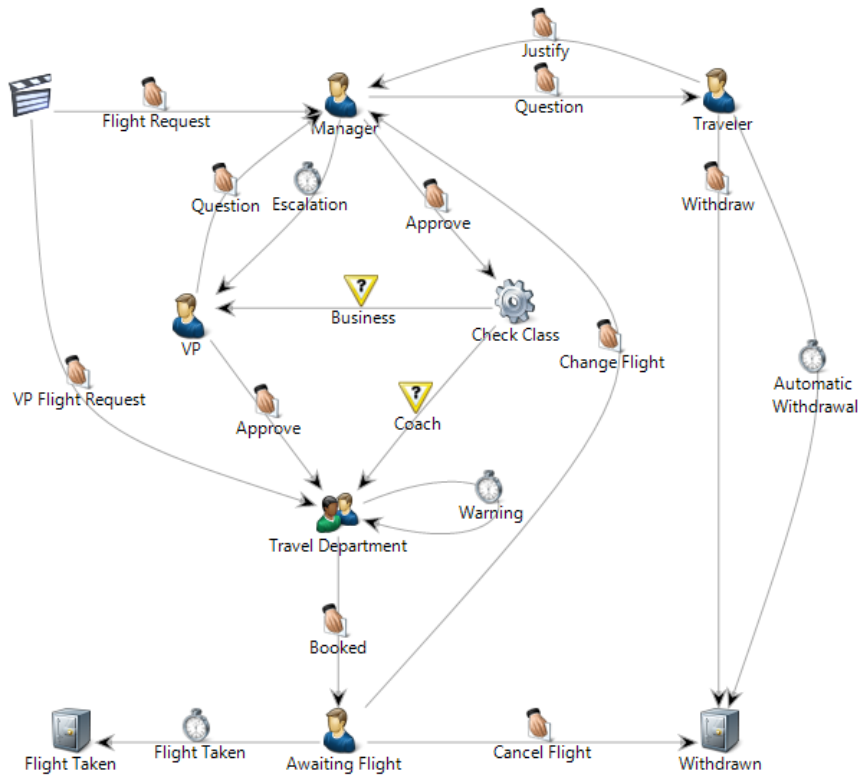 Justify
Flight Request
Question
Manager
Traveler
Question
Escalation
Approve
Withdraw
?
Business
Check Class
VP
Change Flight
VP Flight Request
?
Coach
Approve
Automatic
Withdrawal
Warning
Travel Department
Booked
Flight Taken
Flight Taken
Awaiting Flight
Cancel Flight
Withdrawn